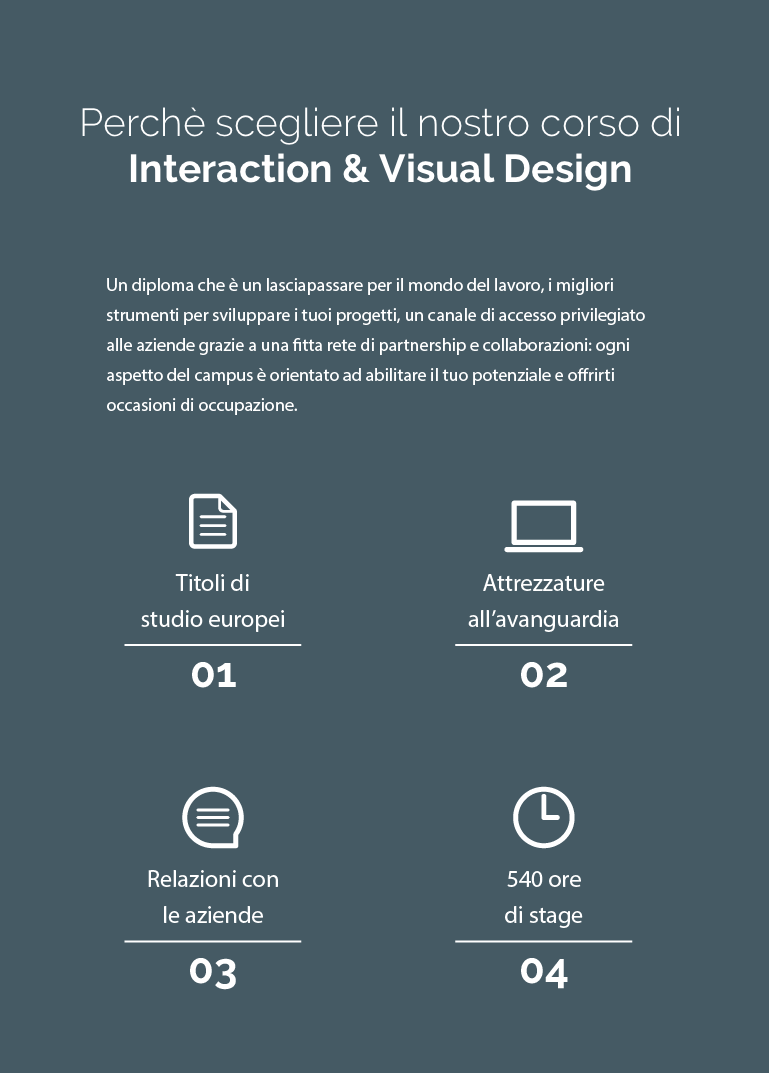 Perchè scegliere il nostro corso di
Interaction & Visual Design
Un diploma che è un lasciapassare per il mondo del lavoro, i migliori
strumenti per sviluppare i tuoi progetti, un canale di accesso privilegiato
alle aziende grazie a una fitta rete di partnership e collaborazioni: ogni
aspetto del campus è orientato ad abilitare il tuo potenziale e offrirti
occasioni di occupazione.
Titoli di
studio europei
01
Attrezzature
all’avanguardia
02
Relazioni con
le aziende
03
540 ore
di stage
04